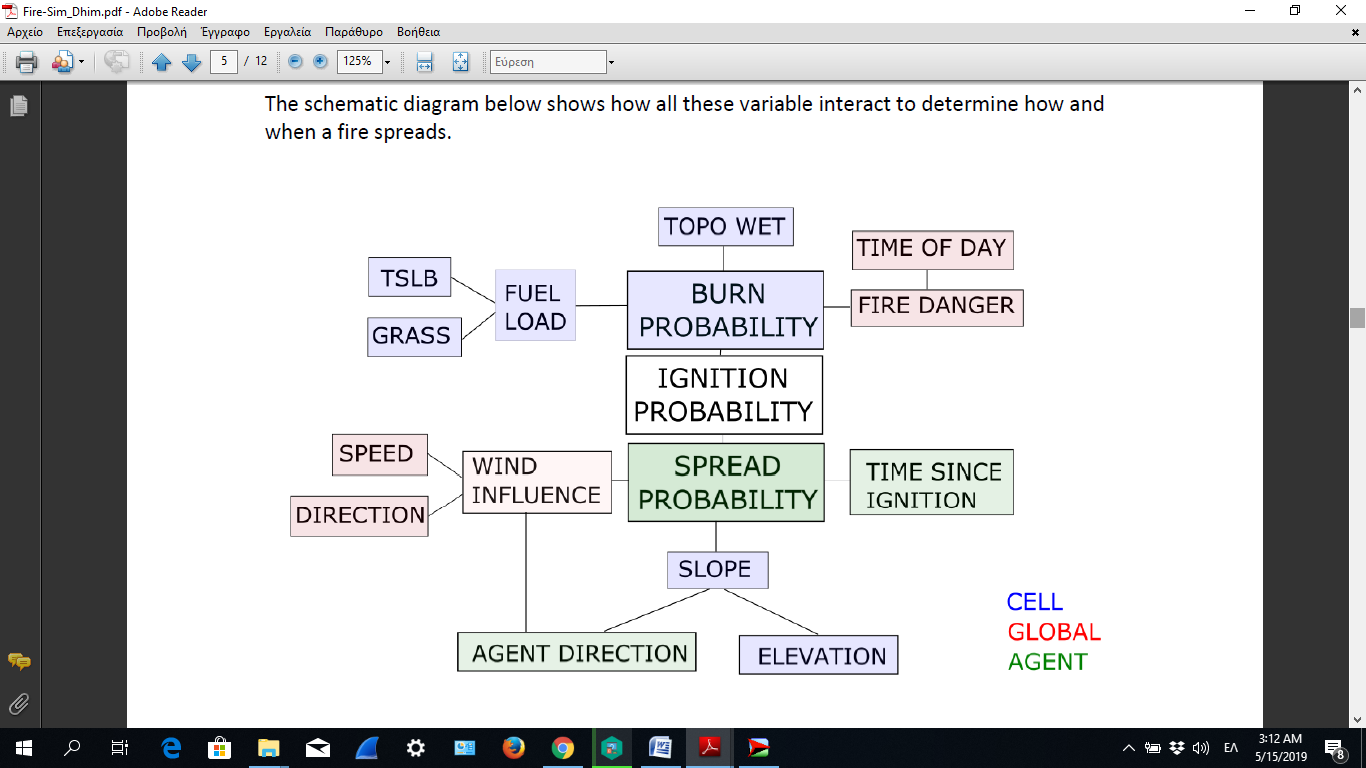 Fire-Sim_Dhim.pdf - Adobe Reader
Αρχείο Επεξεργασία Προβολή Έγγραφο Εργαλεία Παράθυρο Βοήθεια
5 / 12 125% Εύρεση
The schematic diagram below shows how all these variable interact to determine how and
when a fire spreads.
TOPO WET
TIME OF DAY
TSLB
FUEL
LOAD
BURN
PROBABILITY
FIRE DANGER
GRASS
IGNITION
PROBABILITY
SPEED
WIND
INFLUENCE
SPREAD
PROBABILITY
TIME SINCE
IGNITION
DIRECTION
SLOPE
CELL
GLOBAL
AGENT
AGENT DIRECTION
ELEVATION
ΕΛ
3:12 AM
5/15/2019
8